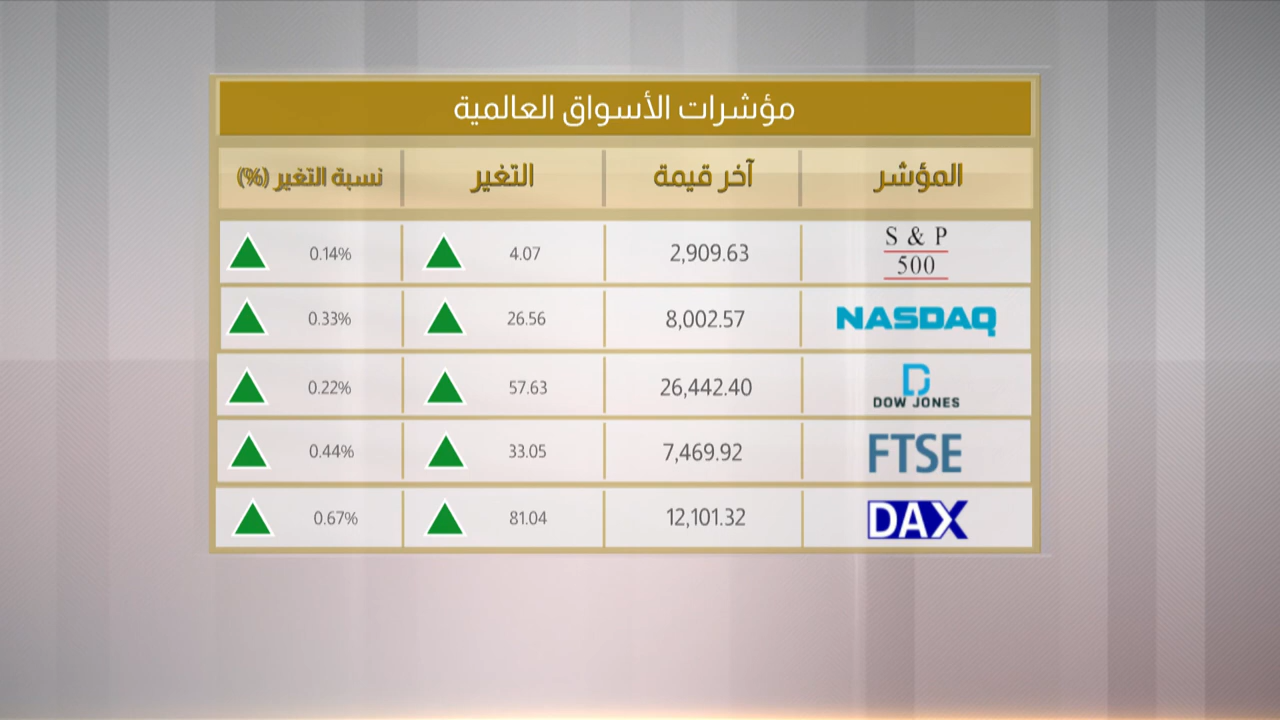 مؤشرات الأسواق العالمية
المؤشر آخر قيمة التغير نسبة التغير (%)
S & P 500 2,909.63 4.07 0.14%
NASDAQ 8,002.57 26.56 0.33%
DOW JONES 26,442.40 57.63 0.22%
FTSE 7,469.92 33.05 0.44%
DAX 12,101.32 81.04 0.67%